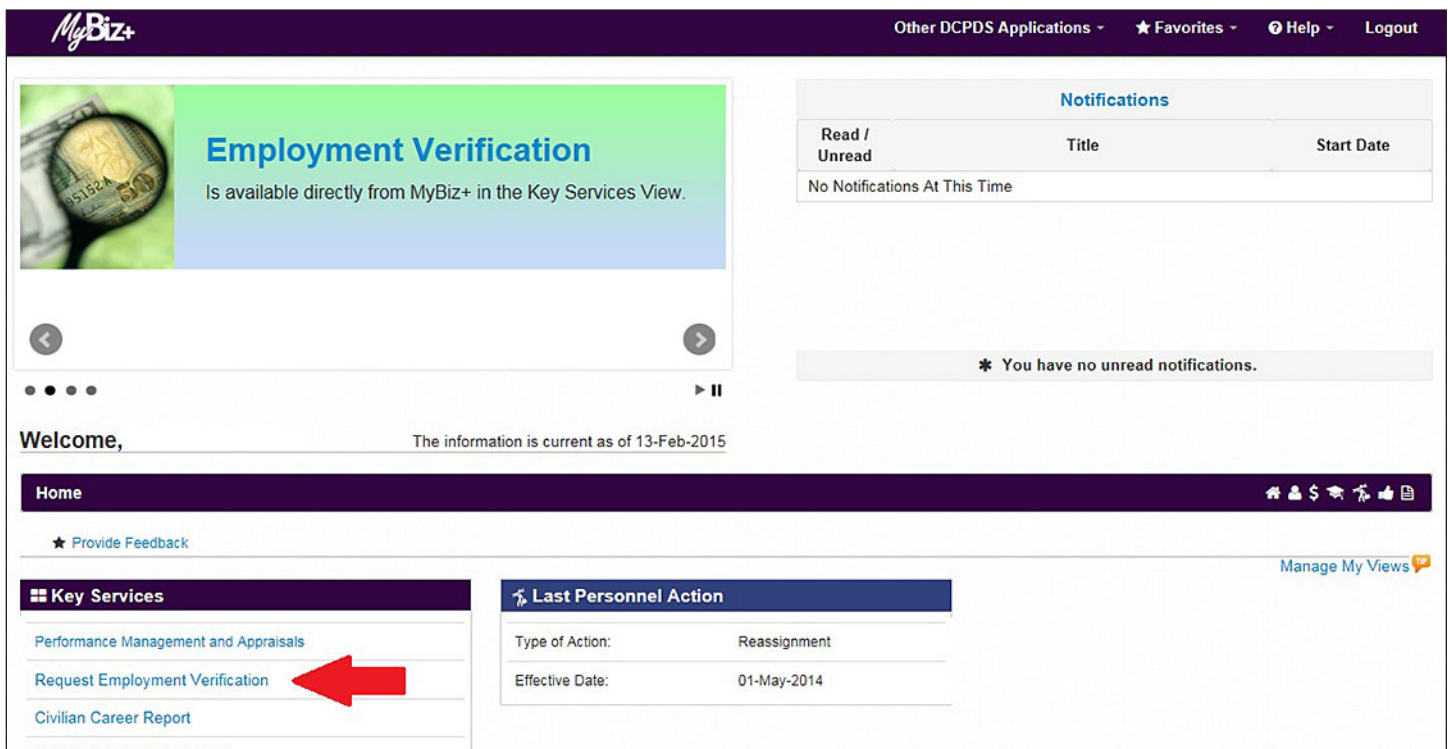 MyBiz+
Other DCPDS Applications
Favorites
Help
Logout
Employment Verification
Is available directly from MyBiz+ in the Key Services View.
95152A
Notifications
Read / Unread
Title
Start Date
No Notifications At This Time
* You have no unread notifications.
Welcome,
The information is current as of 13-Feb-2015
Home
$
Provide Feedback
Manage My Views
TIP
Key Services
Performance Management and Appraisals
Request Employment Verification
Civilian Career Report
Last Personnel Action
Type of Action: Reassignment
Effective Date: 01-May-2014